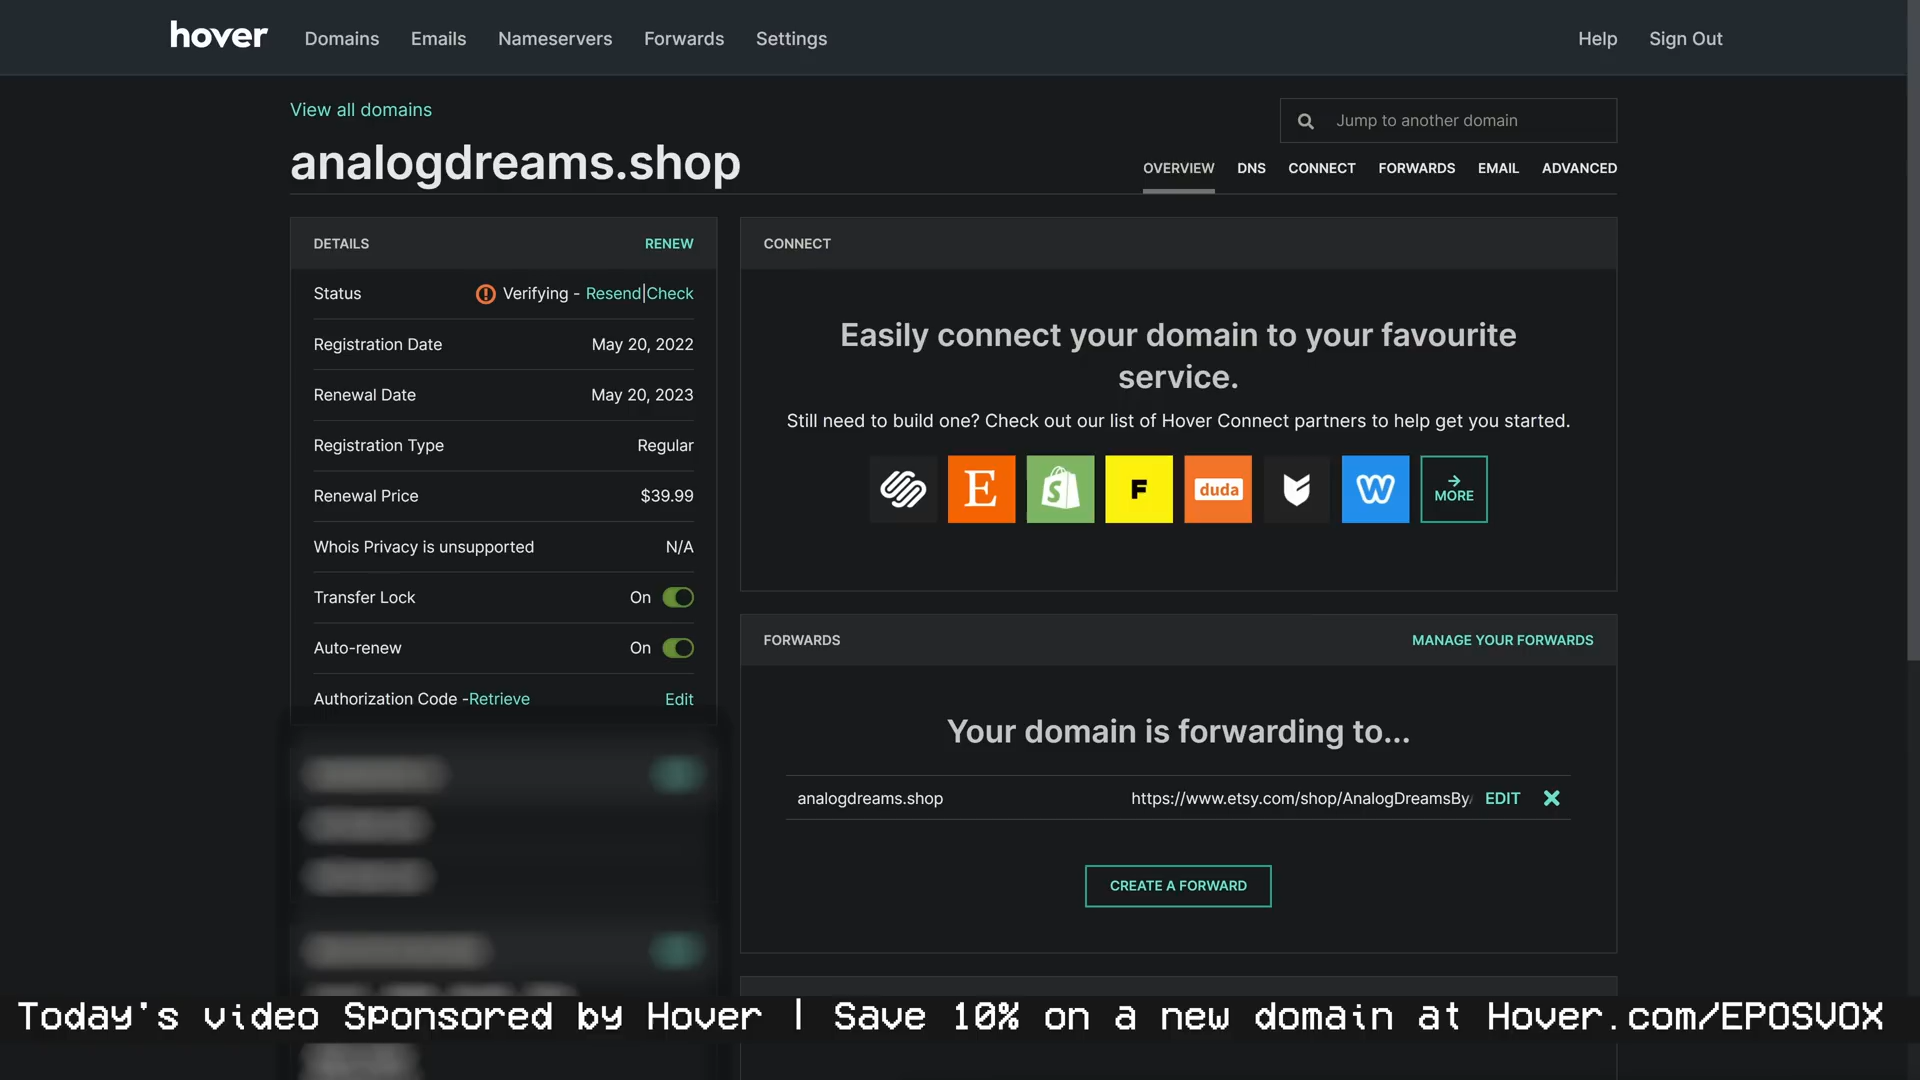 hover Domains Emails Nameservers Forwards Settings Help Sign Out
View all domains
Jump to another domain
analogdreams.shop
OVERVIEW DNS CONNECT FORWARDS EMAIL ADVANCED
DETAILS RENEW
Status Verifying - Resend|Check
Registration Date May 20, 2022
Renewal Date May 20, 2023
Registration Type Regular
Renewal Price $39.99
Whois Privacy is unsupported N/A
Transfer Lock On
Auto-renew On
Authorization Code -Retrieve Edit
CONNECT
Easily connect your domain to your favourite
service.
Still need to build one? Check out our list of Hover Connect partners to help get you started.
E S F duda W MORE
FORWARDS MANAGE YOUR FORWARDS
Your domain is forwarding to...
analogdreams.shop https://www.etsy.com/shop/AnalogDreamsBy EDIT
CREATE A FORWARD
Today's video Sponsored by Hover | Save 10% on a new domain at Hover.com/EPOSVOX